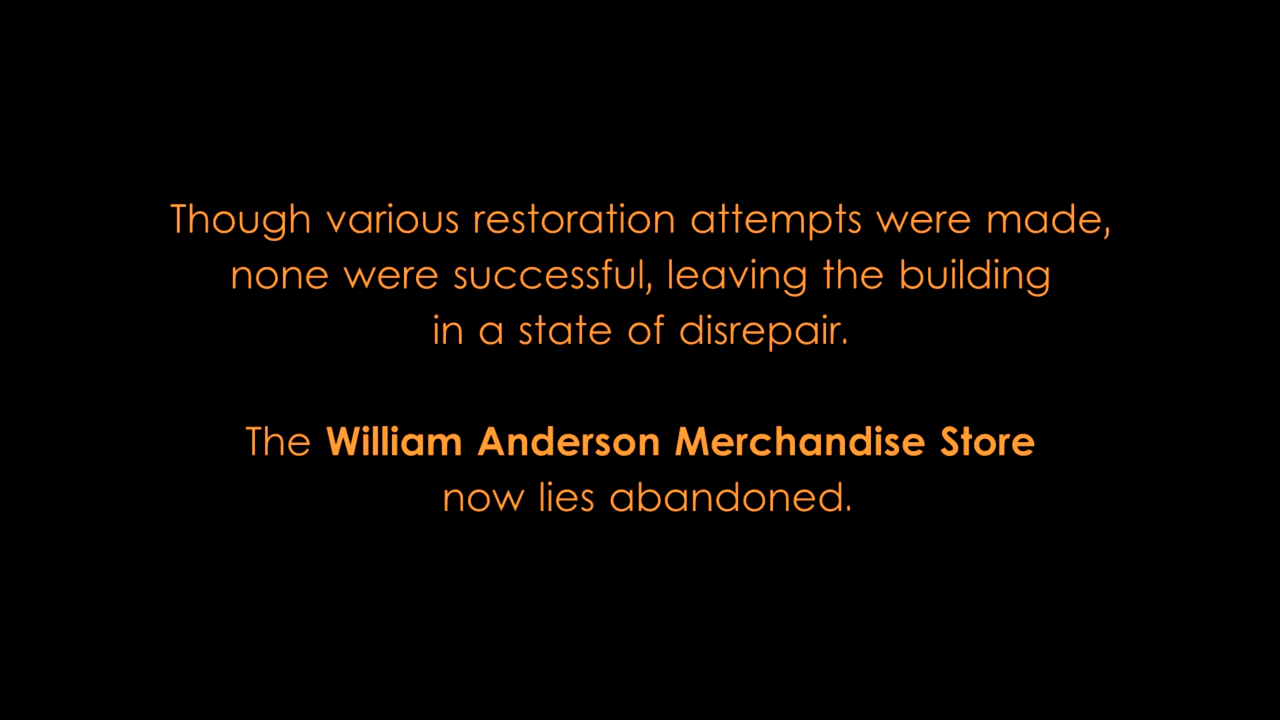 Though various restoration attempts were made,
none were successful, leaving the building
in a state of disrepair.
The William Anderson Merchandise Store
now lies abandoned.